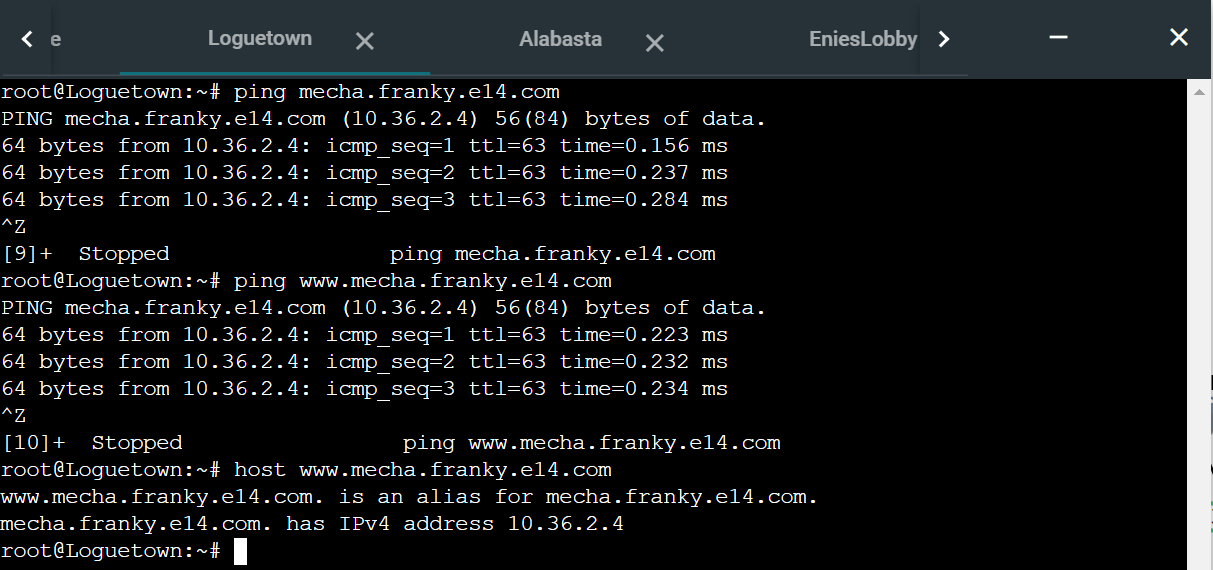 e Loguetown Alabasta EniesLobby
root@Loguetown:~# ping mecha.franky.e14.com
PING mecha.franky.e14.com (10.36.2.4) 56(84) bytes of data.
64 bytes from 10.36.2.4: icmp_seq=1 ttl=63 time=0.156 ms
64 bytes from 10.36.2.4: icmp_seq=2 ttl=63 time=0.237 ms
64 bytes from 10.36.2.4: icmp_seq=3 ttl=63 time=0.284 ms
^Z
[9]+  Stopped                 ping mecha.franky.e14.com
root@Loguetown:~# ping www.mecha.franky.e14.com
PING mecha.franky.e14.com (10.36.2.4) 56(84) bytes of data.
64 bytes from 10.36.2.4: icmp_seq=1 ttl=63 time=0.223 ms
64 bytes from 10.36.2.4: icmp_seq=2 ttl=63 time=0.232 ms
64 bytes from 10.36.2.4: icmp_seq=3 ttl=63 time=0.234 ms
^Z
[10]+  Stopped                 ping www.mecha.franky.e14.com
root@Loguetown:~# host www.mecha.franky.e14.com
www.mecha.franky.e14.com. is an alias for mecha.franky.e14.com.
mecha.franky.e14.com. has IPv4 address 10.36.2.4
root@Loguetown:~#